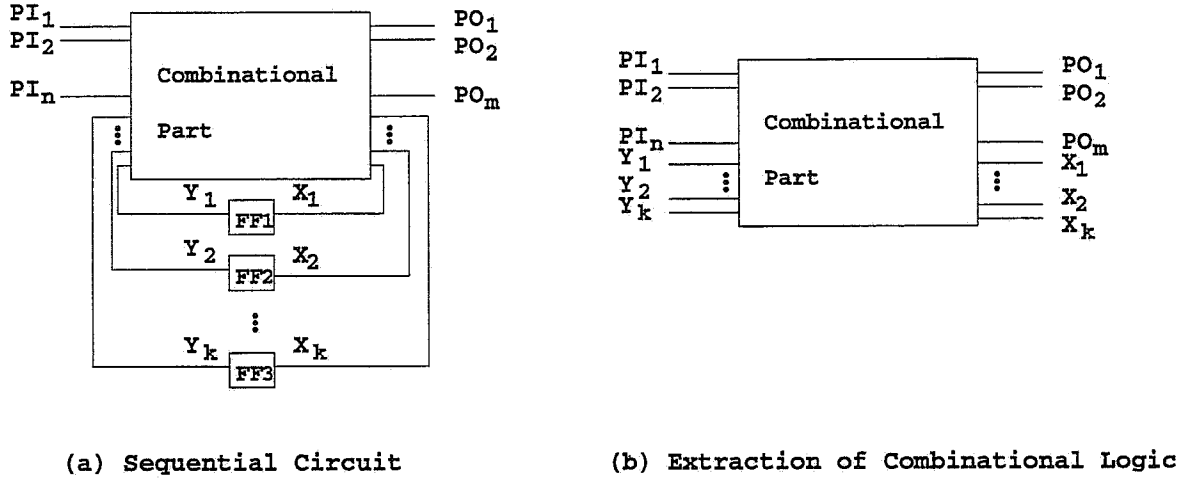 PI1
PI2
PIn
Combinational
Part
PO1
PO2
POm
Y1
FF1
X1
Y2
FF2
X2
Yk
FF3
Xk
(a) Sequential Circuit
PI1
PI2
PIn
Y1
Y2
Yk
Combinational
Part
PO1
PO2
POm
X1
X2
Xk
(b) Extraction of Combinational Logic